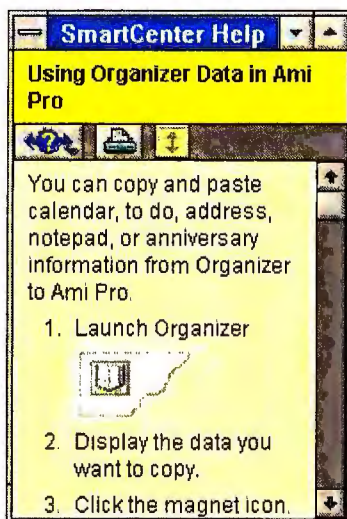 SmartCenter Help
Using Organizer Data in Ami
Pro
You can copy and paste
calendar, to do, address,
notepad, or anniversary
information from Organizer
to Ami Pro.
1. Launch Organizer
2. Display the data you
want to copy.
3. Click the magnet icon.